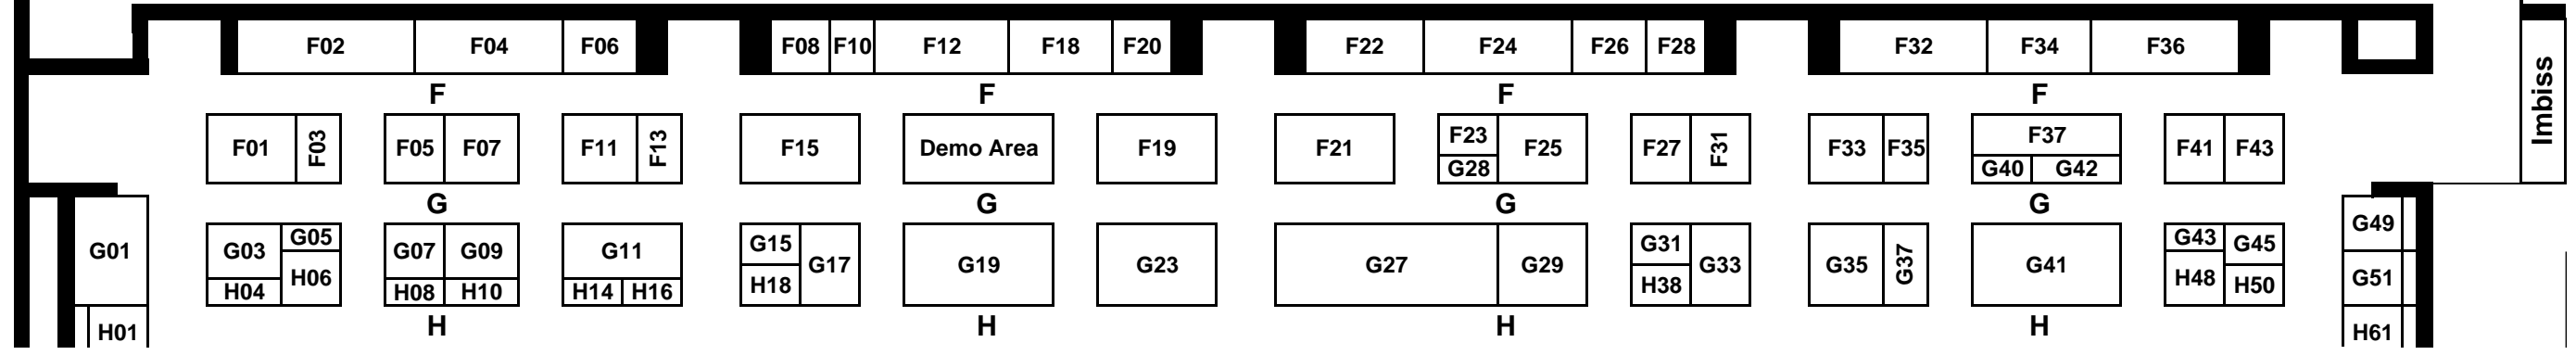 F02 F04 F06 F08 F10 F12 F18 F20 F22 F24 F26 F28 F32 F34 F36
Imbiss
F F F F
F01 F03 F05 F07 F11 F13 F15 Demo Area F19 F21 F23 F25 F27 F31 F33 F35 F37 F41 F43
G28 G40 G42
G G G G
G01 G03 G05 G07 G09 G11 G15 G17 G19 G23 G27 G29 G31 G33 G35 G37 G41 G43 G45 G49
H04 H06 H08 H10 H14 H16 H18 H38 H48 H50 G51
H01 H H H H H61